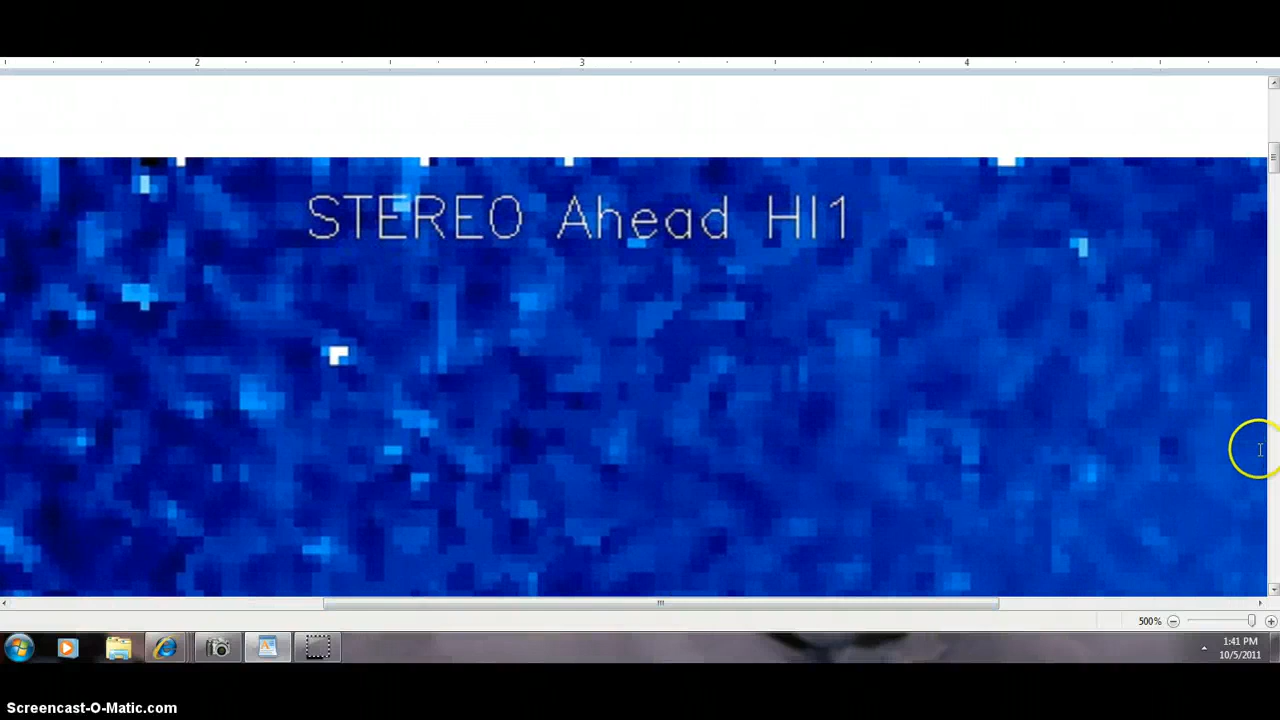 2 3 4
STEREO Ahead HI1
500%
1:41 PM
10/5/2011
Screencast-O-Matic.com